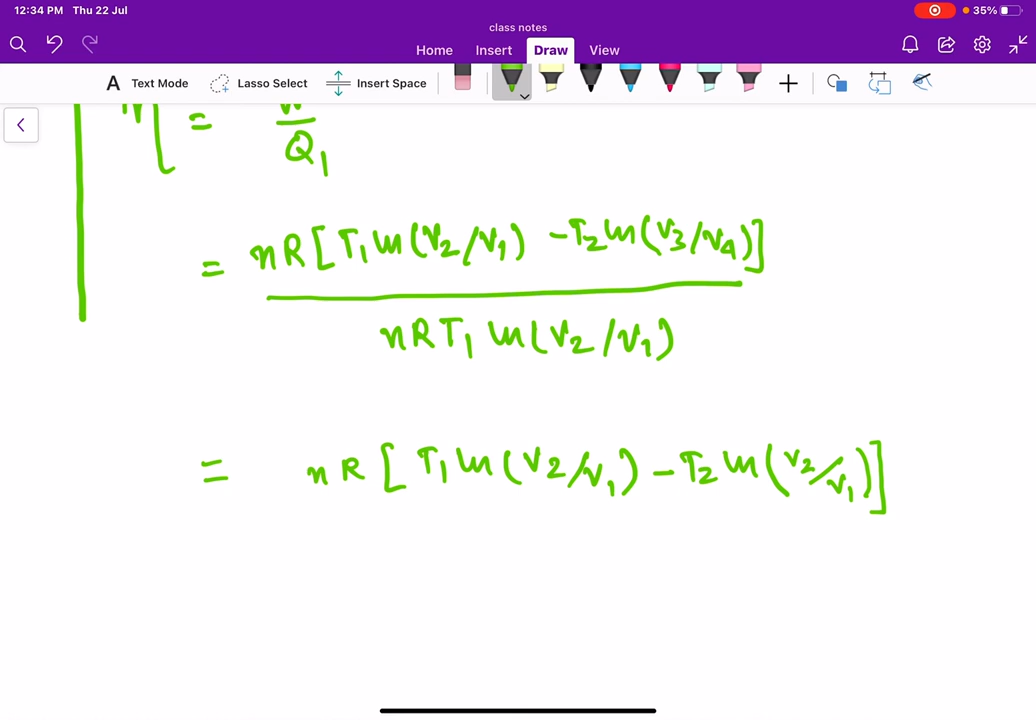 12:34 PM Thu 22 Jul 35%
class notes
Home Insert Draw View
Text Mode Lasso Select Insert Space
η = W/Q₁
= nR[T₁ ln(V₂/V₁) - T₂ ln(V₃/V₄)]
nRT₁ ln(V₂/V₁)
= nR[T₁ ln(V₂/V₁) - T₂ ln(V₂/V₁)]